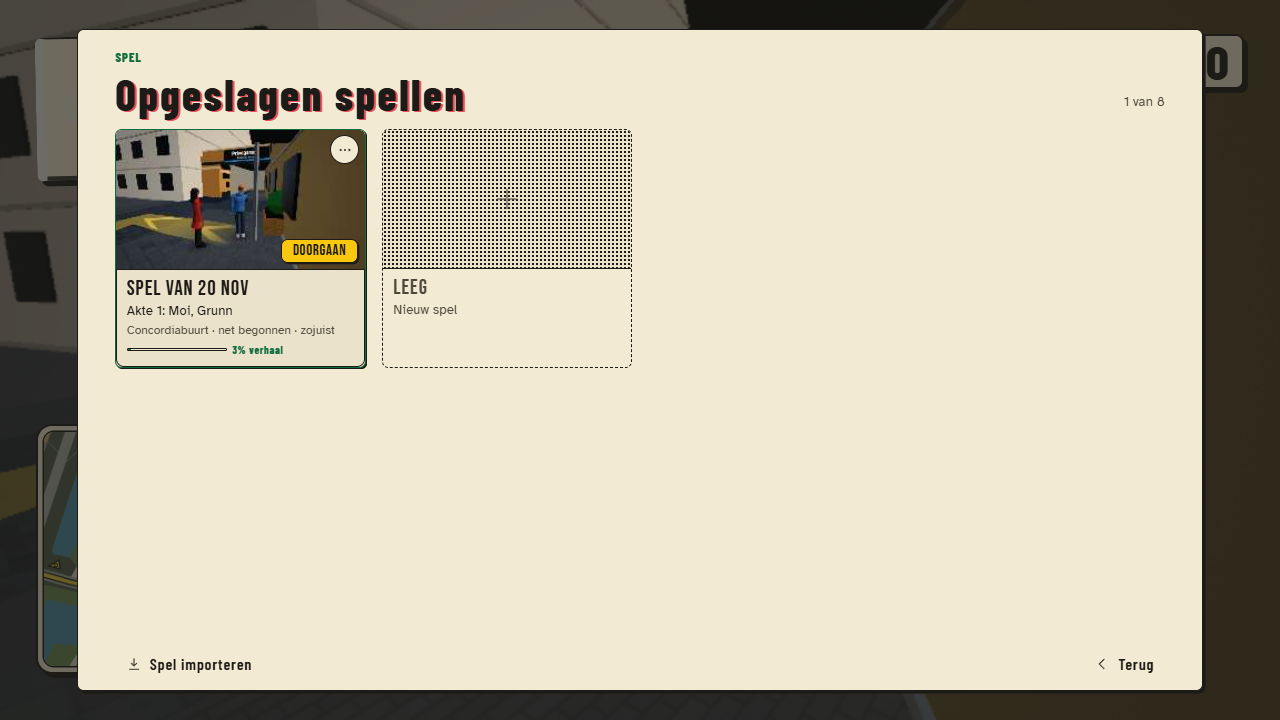 SPEL
Opgeslagen spellen
1 van 8
DOORGAAN
SPEL VAN 20 NOV
Akte 1: Moi, Grunn
Concordiabuurt · net begonnen · zojuist
3% verhaal
LEEG
Nieuw spel
Spel importeren
Terug
0